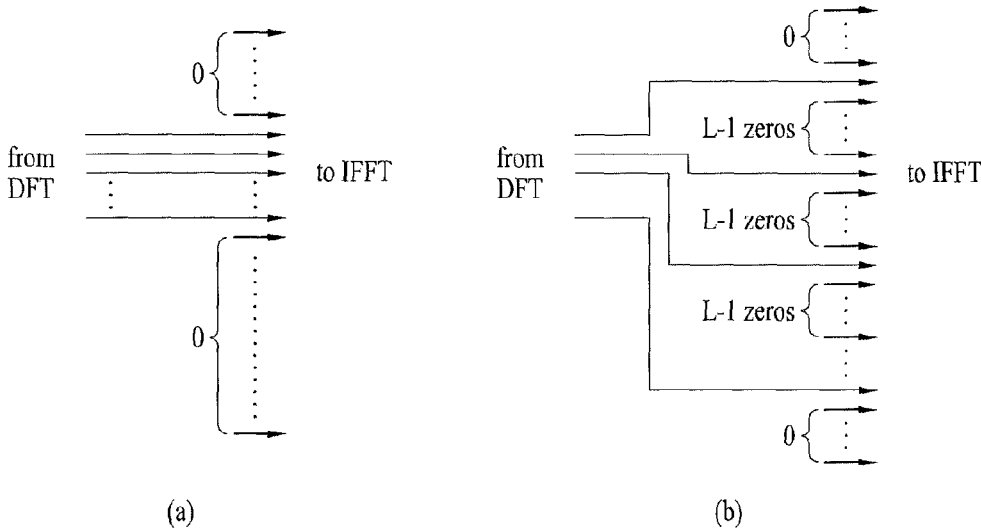 0
from
DFT
to IFFT
0
(a)
0
L-1 zeros
from
DFT
to IFFT
L-1 zeros
L-1 zeros
0
(b)